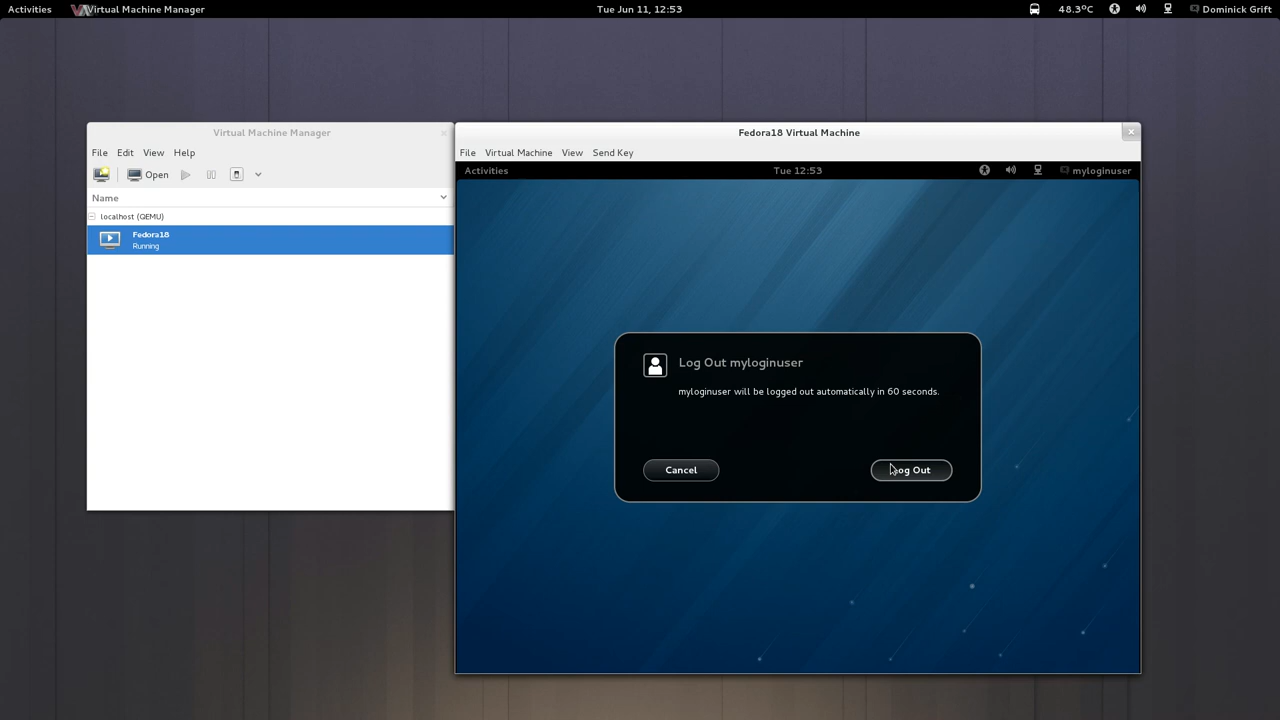 Activities Virtual Machine Manager Tue Jun 11, 12:53 48.3°C Dominick Grift
Virtual Machine Manager
File Edit View Help
Open
Name
localhost (QEMU)
Fedora18
Running
Fedora18 Virtual Machine
File Virtual Machine View Send Key
Activities Tue 12:53 myloginuser
Log Out myloginuser
myloginuser will be logged out automatically in 60 seconds.
Cancel Log Out